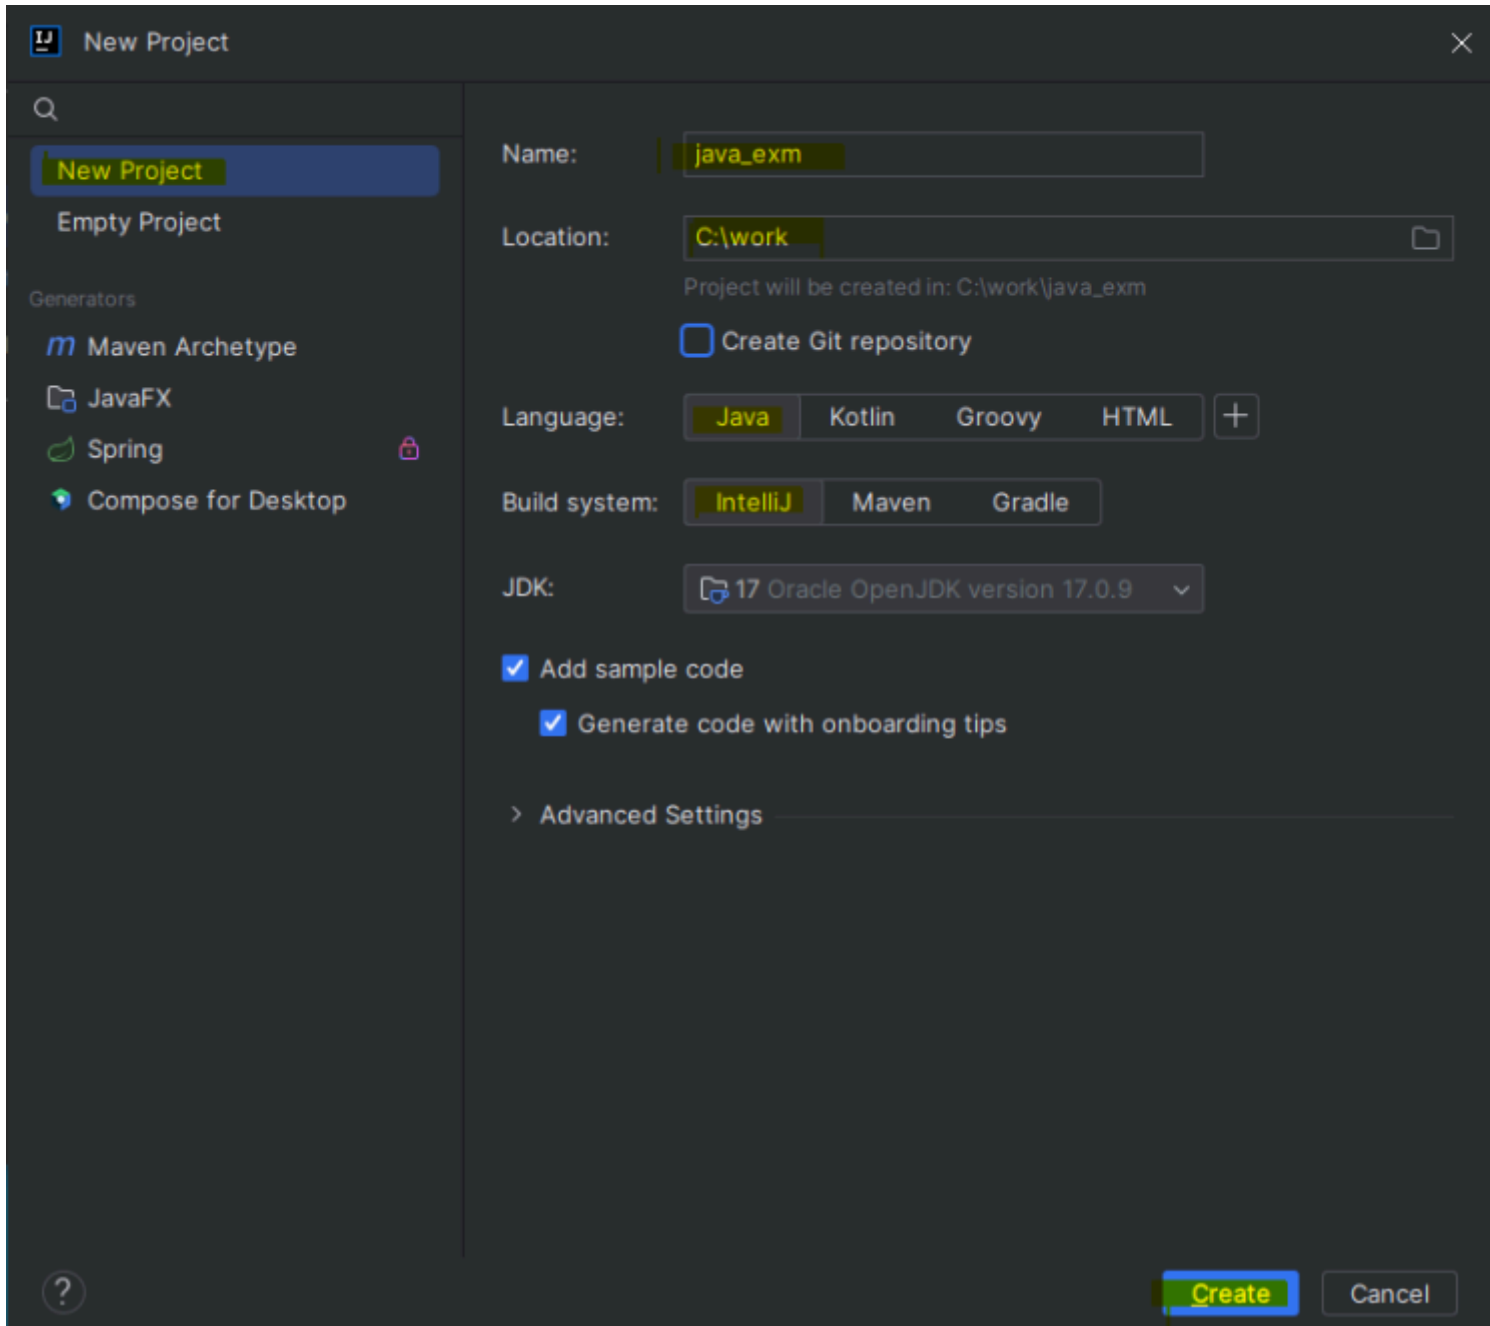 New Project
New Project
Empty Project
Generators
Maven Archetype
JavaFX
Spring
Compose for Desktop
Name: java_exm
Location: C:\work
Project will be created in: C:\work\java_exm
Create Git repository
Language: Java Kotlin Groovy HTML +
Build system: IntelliJ Maven Gradle
JDK: 17 Oracle OpenJDK version 17.0.9
Add sample code
Generate code with onboarding tips
Advanced Settings
? Create Cancel